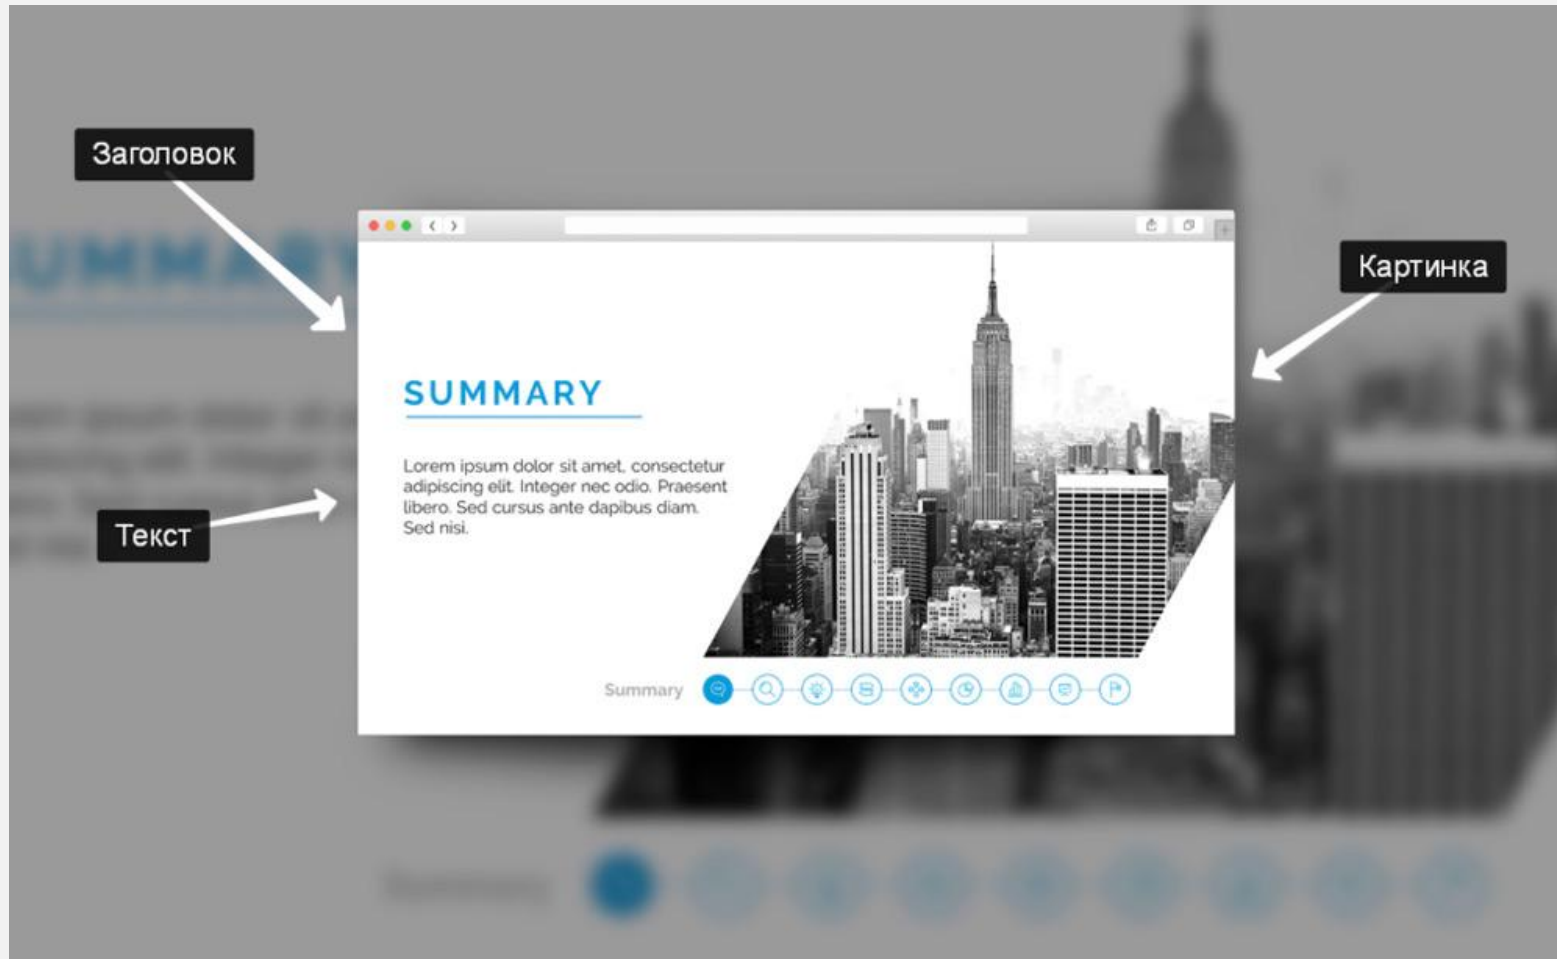 Заголовок
Картинка
SUMMARY
Lorem ipsum dolor sit amet, consectetur
adipiscing elit. Integer nec odio. Praesent
libero. Sed cursus ante dapibus diam.
Sed nisi.
Текст
Summary